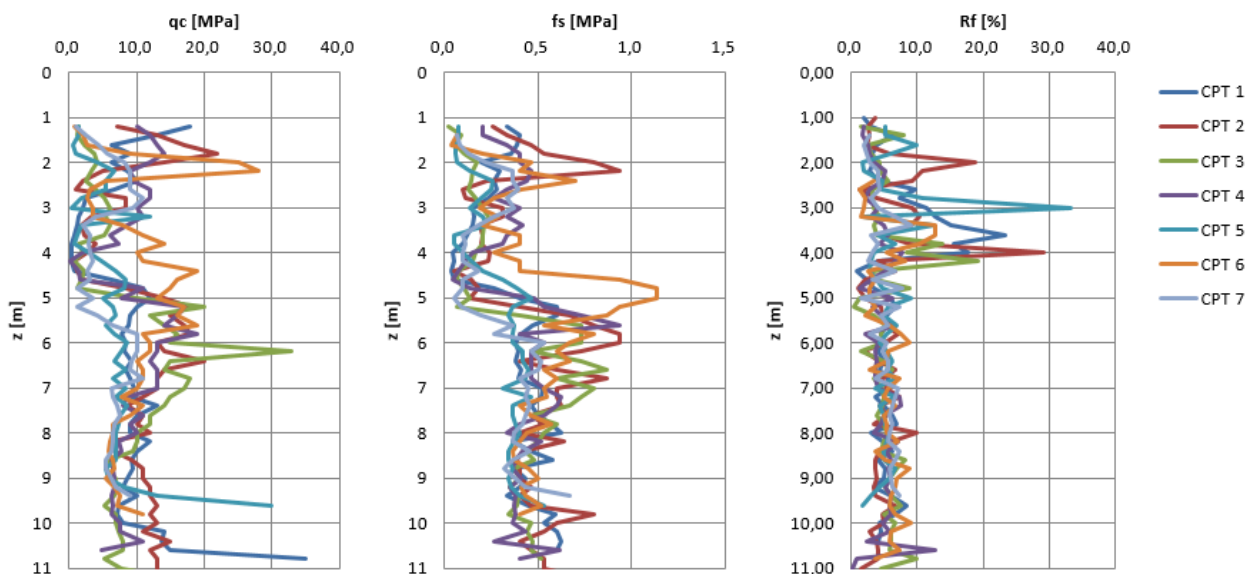 qc [MPa]
0,0 10,0 20,0 30,0 40,0
0
1
2
3
4
5
6
7
8
9
10
11
z [m]
fs [MPa]
0,0 0,5 1,0 1,5
0
1
2
3
4
5
6
7
8
9
10
11
z [m]
Rf [%]
0,0 10,0 20,0 30,0 40,0
0,00
1,00
2,00
3,00
4,00
5,00
6,00
7,00
8,00
9,00
10,00
11.00
z [m]
CPT 1
CPT 2
CPT 3
CPT 4
CPT 5
CPT 6
CPT 7